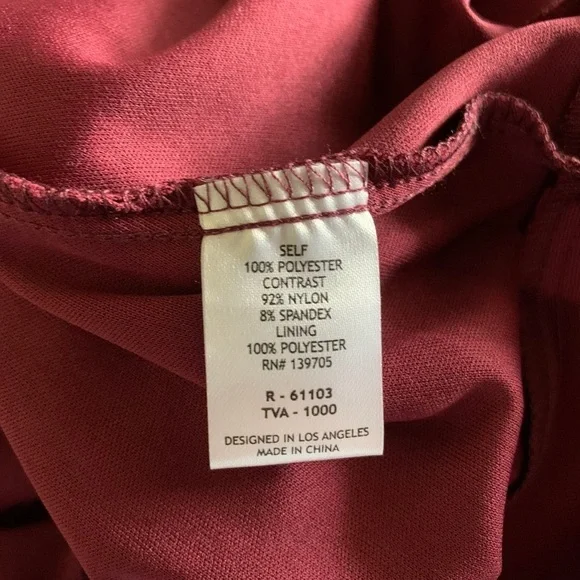 SELF
100% POLYESTER
CONTRAST
92% NYLON
8% SPANDEX
LINING
100% POLYESTER
RN# 139705
R - 61103
TVA - 1000
DESIGNED IN LOS ANGELES
MADE IN CHINA